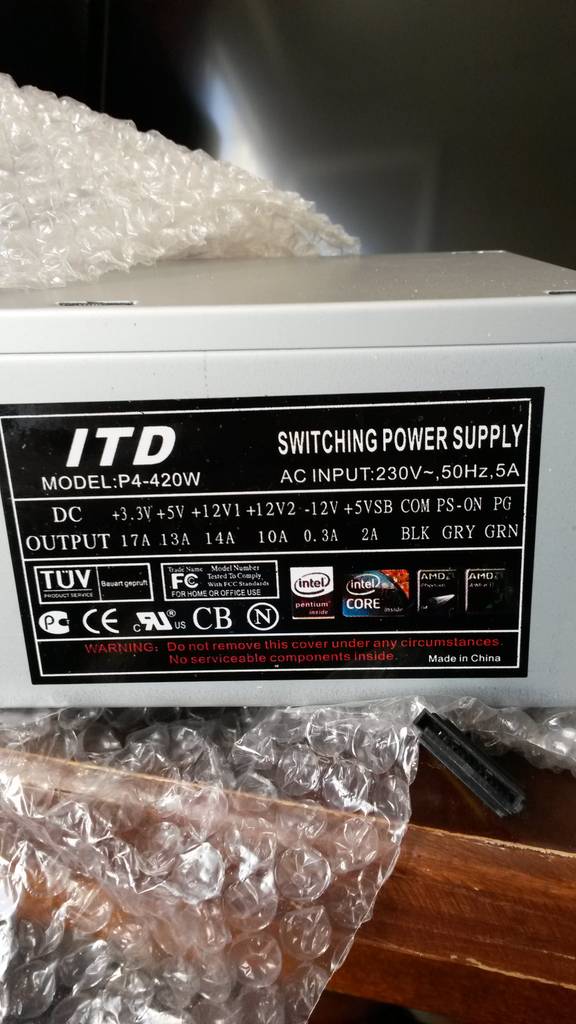 ITD
SWITCHING POWER SUPPLY
MODEL:P4-420W
AC INPUT:230V~,50Hz,5A
DC +3.3V +5V +12V1 +12V2 -12V +5VSB COM PS-ON PG
OUTPUT 17A 13A 14A 10A 0.3A 2A BLK GRY GRN
TÜV
PRODUCT SERVICE
Bauart geprüft
Trade Name Model Number
FC Tested To Comply
With FCC Standards
FOR HOME OR OFFICE USE
intel
pentium
inside
intel
CORE
inside
AMD
AMD
P CE c RU ® US CB N
WARNING: Do not remove this cover under any circumstances.
No serviceable components inside.
Made in China